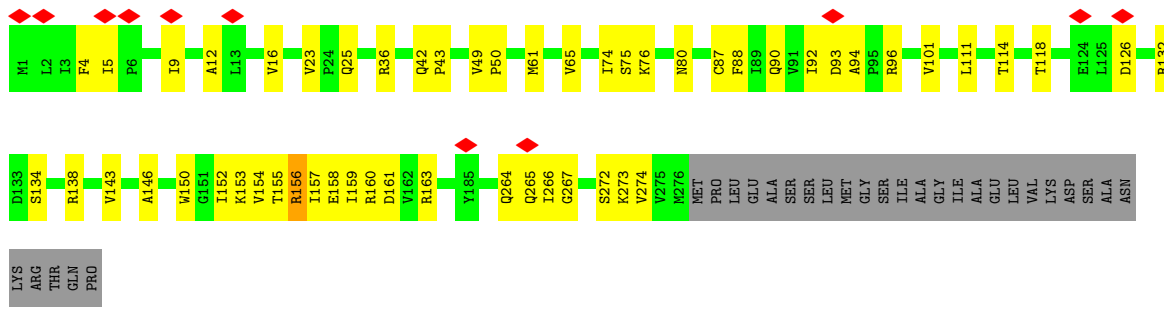 M1 L2 I3 F4 I5 P6 I9 A12 L13 V16 V23 P24 Q25 R36 Q42 P43 V49 P50 M61 V65 I74 S75 K76 N80 C87 F88 I89 Q90 V91 I92 D93 A94 P95 R96 V101 L111 T114 T118 E124 L125 D126 R132
D133 S134 R138 V143 A146 W150 G151 I152 K153 V154 T155 R156 I157 E158 I159 R160 D161 V162 R163 Y185 Q264 Q265 I266 G267 S272 K273 V274 V275 M276 MET PRO LEU GLU ALA SER SER LEU MET GLY SER ILE ALA GLY ILE ALA GLU LEU VAL LYS ASP SER ALA ASN
LYS ARG THR GLN PRO